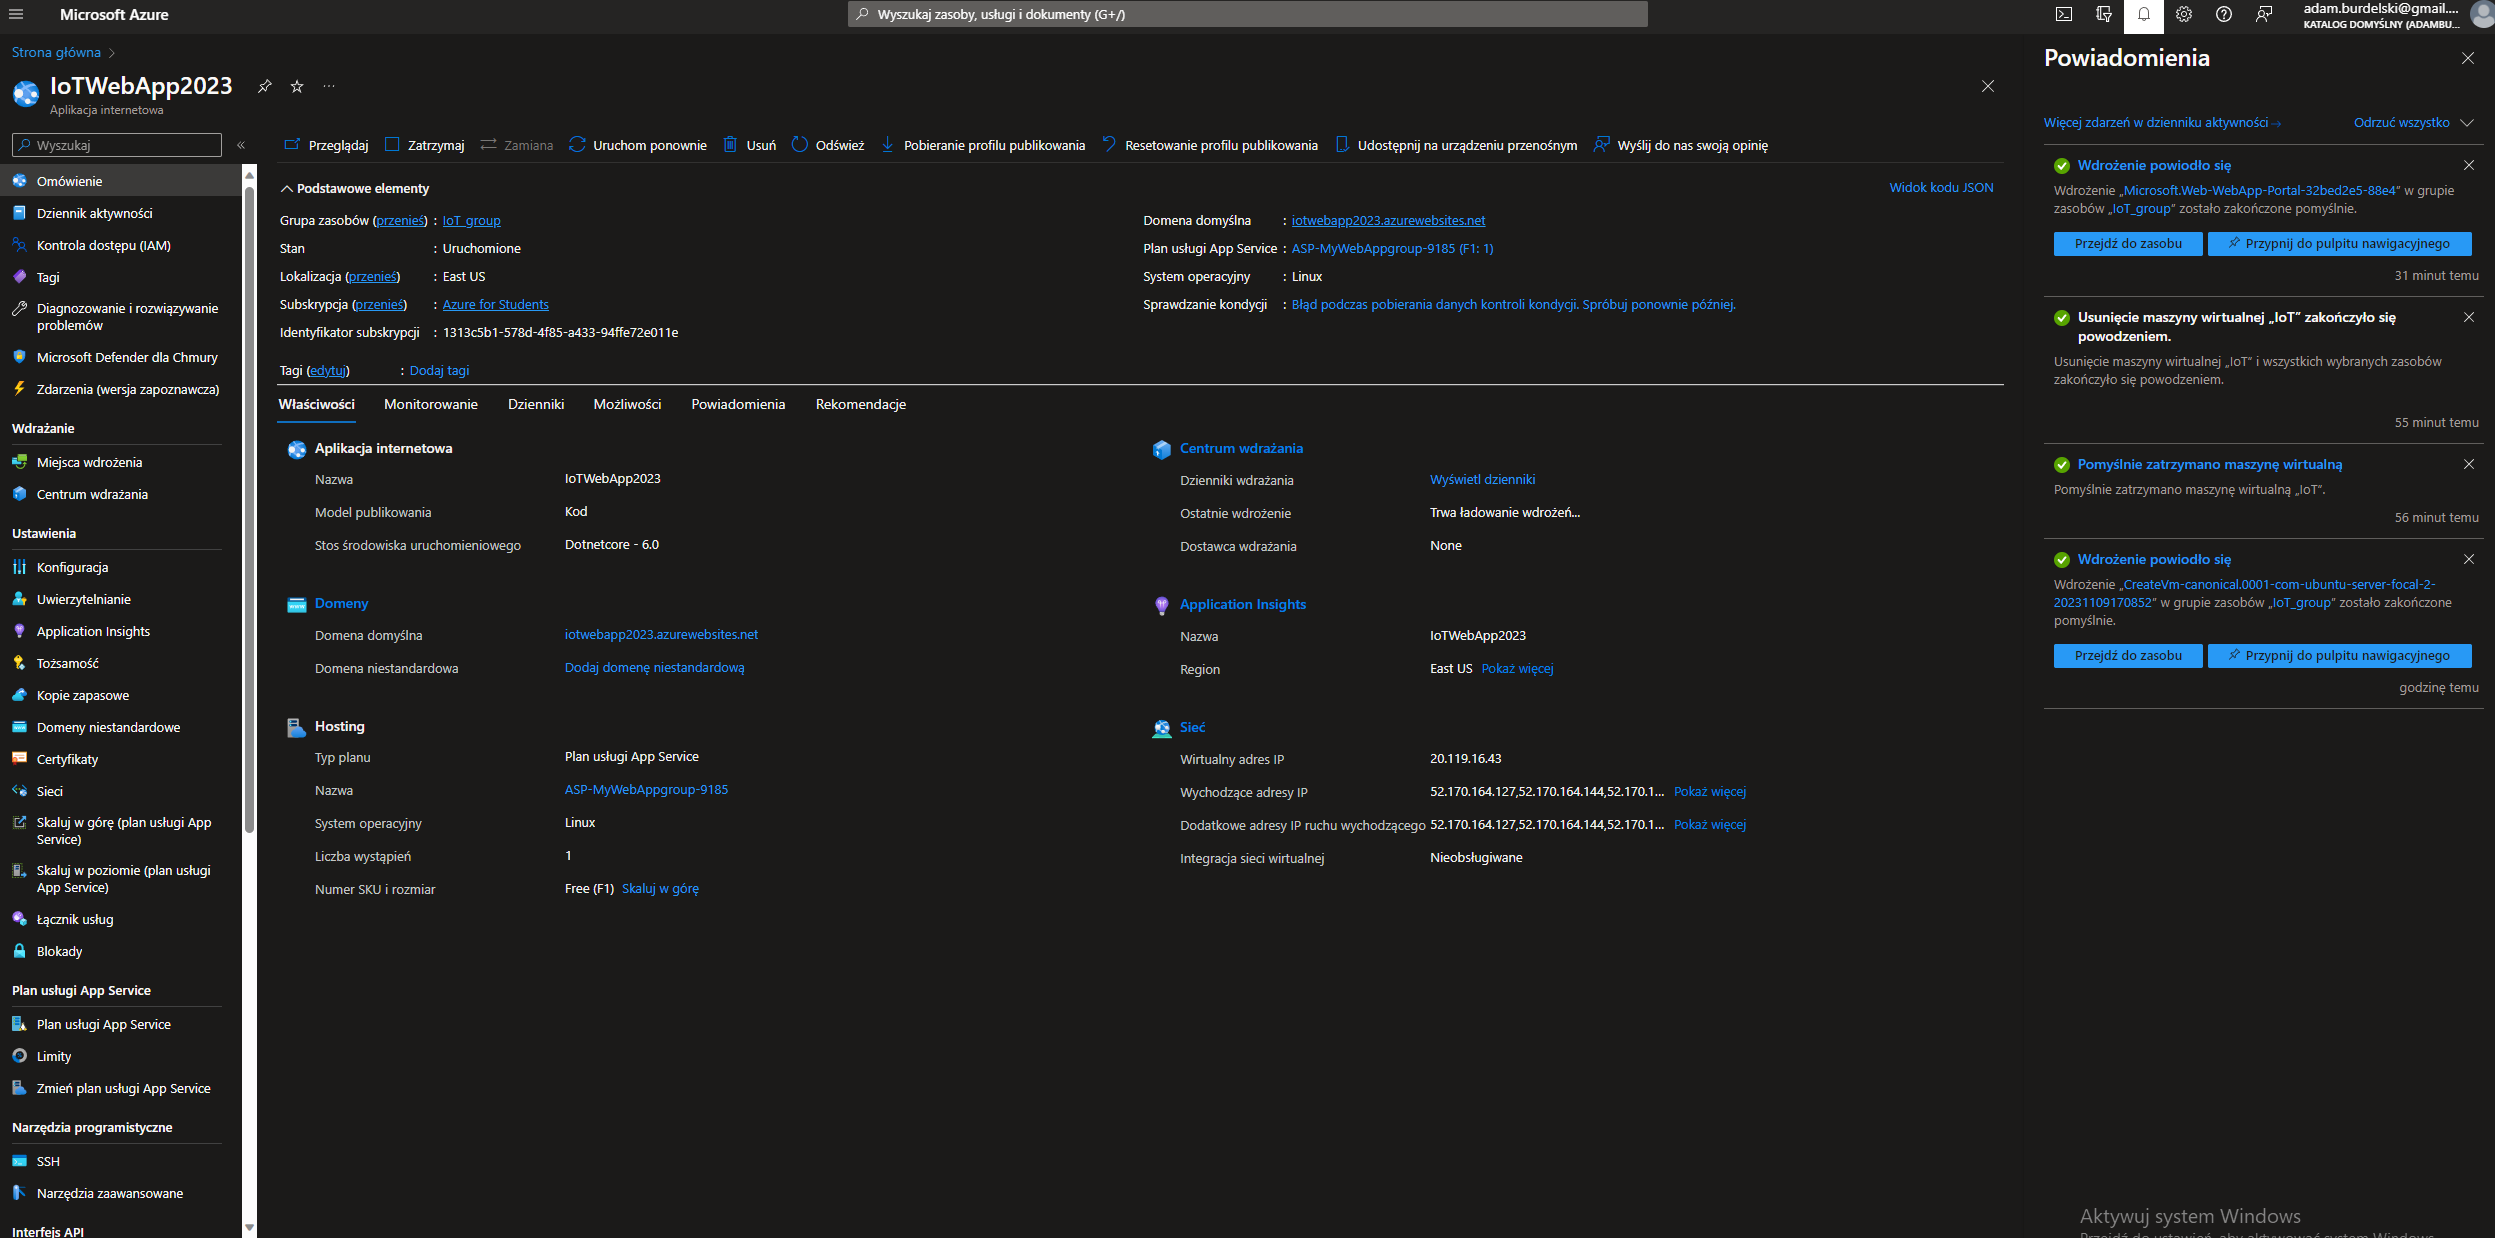 Microsoft Azure
Wyszukaj zasoby, usługi i dokumenty (G+/)
adam.burdelski@gmail....
KATALOG DOMYŚLNY (ADAMBU...
Strona główna
IoTWebApp2023
Aplikacja internetowa
Wyszukaj
Omówienie
Dziennik aktywności
Kontrola dostępu (IAM)
Tagi
Diagnozowanie i rozwiązywanie
problemów
Microsoft Defender dla Chmury
Zdarzenia (wersja zapoznawcza)
Wdrażanie
Miejsca wdrożenia
Centrum wdrażania
Ustawienia
Konfiguracja
Uwierzytelnianie
Application Insights
Tożsamość
Kopie zapasowe
Domeny niestandardowe
Certyfikaty
Sieci
Skaluj w górę (plan usługi App
Service)
Skaluj w poziomie (plan usługi
App Service)
Łącznik usług
Blokady
Plan usługi App Service
Plan usługi App Service
Limity
Zmień plan usługi App Service
Narzędzia programistyczne
SSH
Narzędzia zaawansowane
Interfejs API
Przeglądaj Zatrzymaj Zamiana Uruchom ponownie Usuń Odśwież Pobieranie profilu publikowania Resetowanie profilu publikowania Udostępnij na urządzeniu przenośnym Wyślij do nas swoją opinię
Podstawowe elementy
Widok kodu JSON
Grupa zasobów (przenieś) : IoT_group
Stan : Uruchomione
Lokalizacja (przenieś) : East US
Subskrypcja (przenieś) : Azure for Students
Identyfikator subskrypcji : 1313c5b1-578d-4f85-a433-94ffe72e011e
Domena domyślna : iotwebapp2023.azurewebsites.net
Plan usługi App Service : ASP-MyWebAppgroup-9185 (F1: 1)
System operacyjny : Linux
Sprawdzanie kondycji : Błąd podczas pobierania danych kontroli kondycji. Spróbuj ponownie później.
Tagi (edytuj) : Dodaj tagi
Właściwości Monitorowanie Dzienniki Możliwości Powiadomienia Rekomendacje
Aplikacja internetowa
Nazwa IoTWebApp2023
Model publikowania Kod
Stos środowiska uruchomieniowego Dotnetcore - 6.0
Domeny
Domena domyślna iotwebapp2023.azurewebsites.net
Domena niestandardowa Dodaj domenę niestandardową
Hosting
Typ planu Plan usługi App Service
Nazwa ASP-MyWebAppgroup-9185
System operacyjny Linux
Liczba wystąpień 1
Numer SKU i rozmiar Free (F1) Skaluj w górę
Centrum wdrażania
Dzienniki wdrażania Wyświetl dzienniki
Ostatnie wdrożenie Trwa ładowanie wdrożeń...
Dostawca wdrażania None
Application Insights
Nazwa IoTWebApp2023
Region East US Pokaż więcej
Sieć
Wirtualny adres IP 20.119.16.43
Wychodzące adresy IP 52.170.164.127,52.170.164.144,52.170.1... Pokaż więcej
Dodatkowe adresy IP ruchu wychodzącego 52.170.164.127,52.170.164.144,52.170.1... Pokaż więcej
Integracja sieci wirtualnej Nieobsługiwane
Powiadomienia
Więcej zdarzeń w dzienniku aktywności → Odrzuć wszystko
Wdrożenie powiodło się
Wdrożenie „Microsoft.Web-WebApp-Portal-32bed2e5-88e4” w grupie
zasobów „IoT_group” zostało zakończone pomyślnie.
Przejdź do zasobu Przypnij do pulpitu nawigacyjnego
31 minut temu
Usunięcie maszyny wirtualnej „IoT” zakończyło się
powodzeniem.
Usunięcie maszyny wirtualnej „IoT” i wszystkich wybranych zasobów
zakończyło się powodzeniem.
55 minut temu
Pomyślnie zatrzymano maszynę wirtualną
Pomyślnie zatrzymano maszynę wirtualną „IoT”.
56 minut temu
Wdrożenie powiodło się
Wdrożenie „CreateVm-canonical.0001-com-ubuntu-server-focal-2-
20231109170852” w grupie zasobów „IoT_group” zostało zakończone
pomyślnie.
Przejdź do zasobu Przypnij do pulpitu nawigacyjnego
godzinę temu
Aktywuj system Windows
Przejdź do ustawień, aby aktywować system Windows.